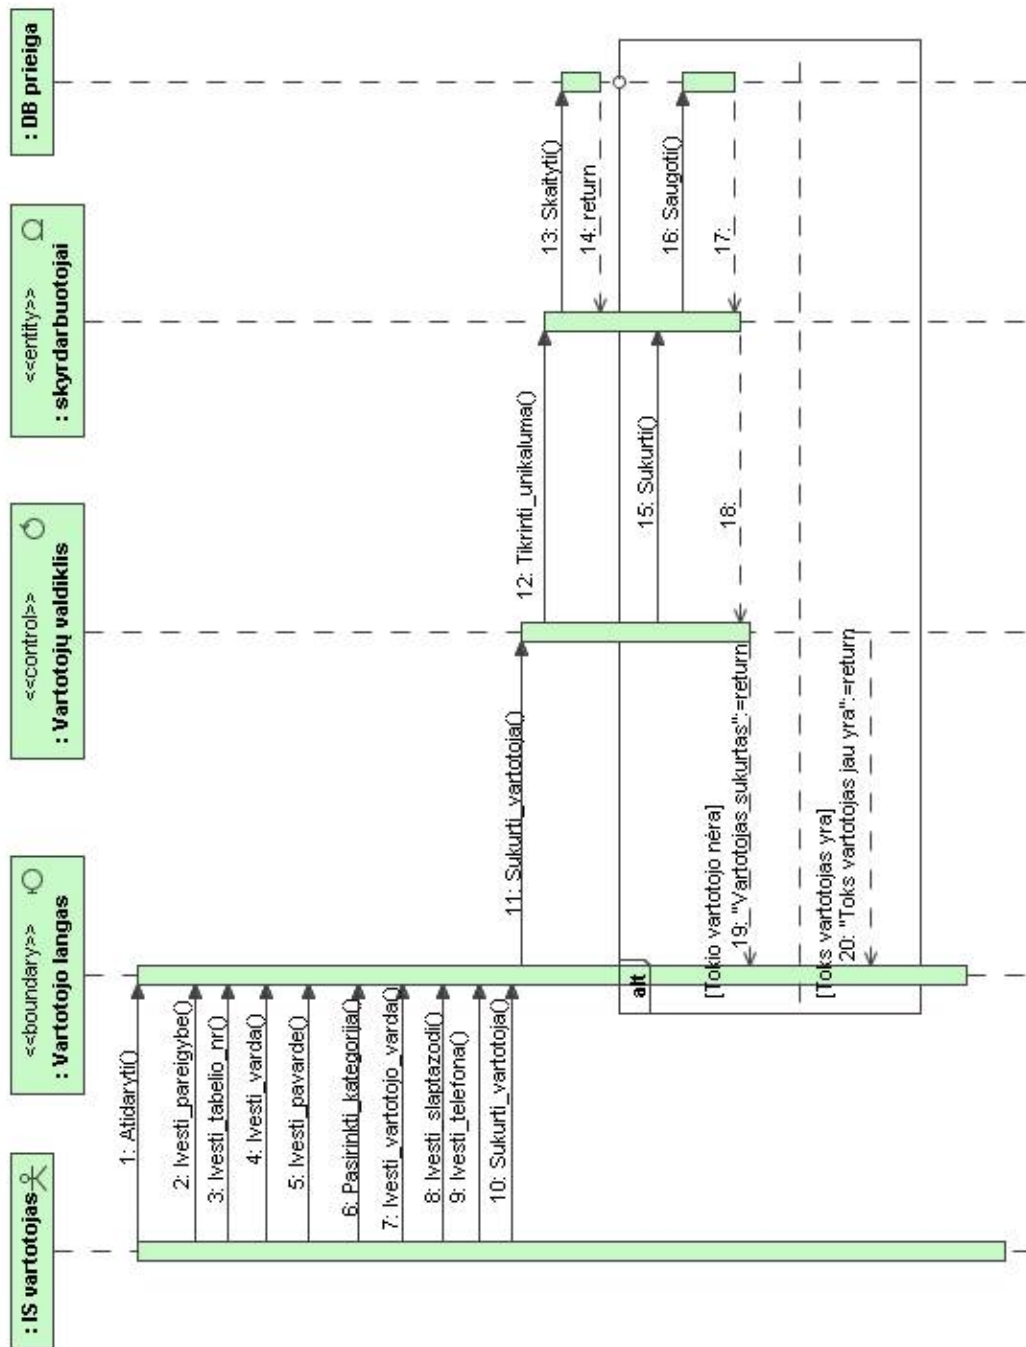 : IS vartotojas
<<boundary>>
: Vartotojo langas
<<control>>
: Vartotojų valdiklis
<<entity>>
: skyrdarbuotojai
: DB prieiga
1: Atidaryti()
2: Ivesti_pareigybe()
3: Ivesti_tabelio_nr()
4: Ivesti_varda()
5: Ivesti_pavarde()
6: Pasirinkti_kategorija()
7: Ivesti_vartotojo_varda()
8: Ivesti_slaptazodi()
9: Ivesti_telefona()
10: Sukurti_vartotoja()
11: Sukurti_vartotoja()
12: Tikrinti_unikaluma()
13: Skaityti()
14: return
alt
15: Sukurti()
16: Saugoti()
[Tokio vartotojo nėra]
17:
18:
19: "Vartotojas sukurtas":=return
[Toks vartotojas yra]
20: "Toks vartotojas jau yra":=return